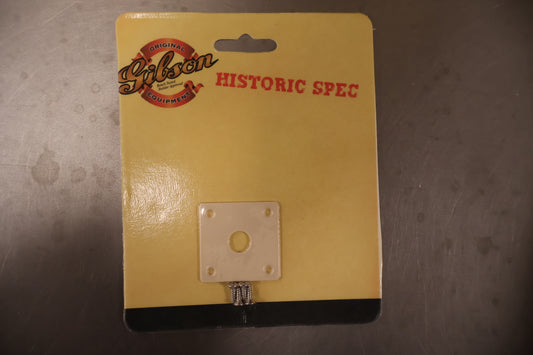 ORIGINAL
Gibson
EQUIPMENT
HISTORIC SPEC